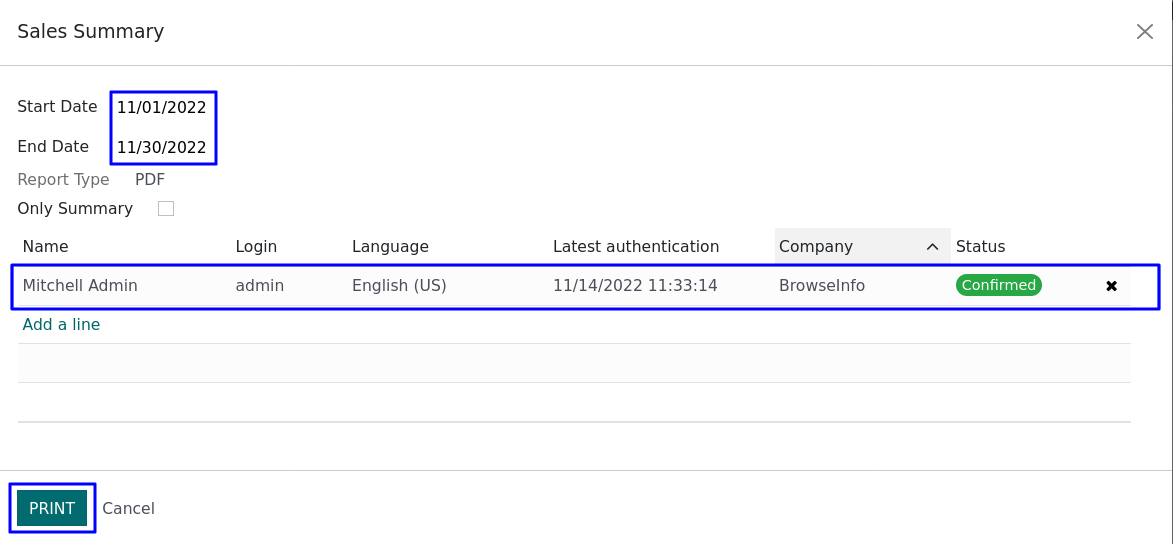 Sales Summary
Start Date 11/01/2022
End Date 11/30/2022
Report Type PDF
Only Summary
Name Login Language Latest authentication Company Status
Mitchell Admin admin English (US) 11/14/2022 11:33:14 BrowseInfo Confirmed
Add a line
PRINT Cancel